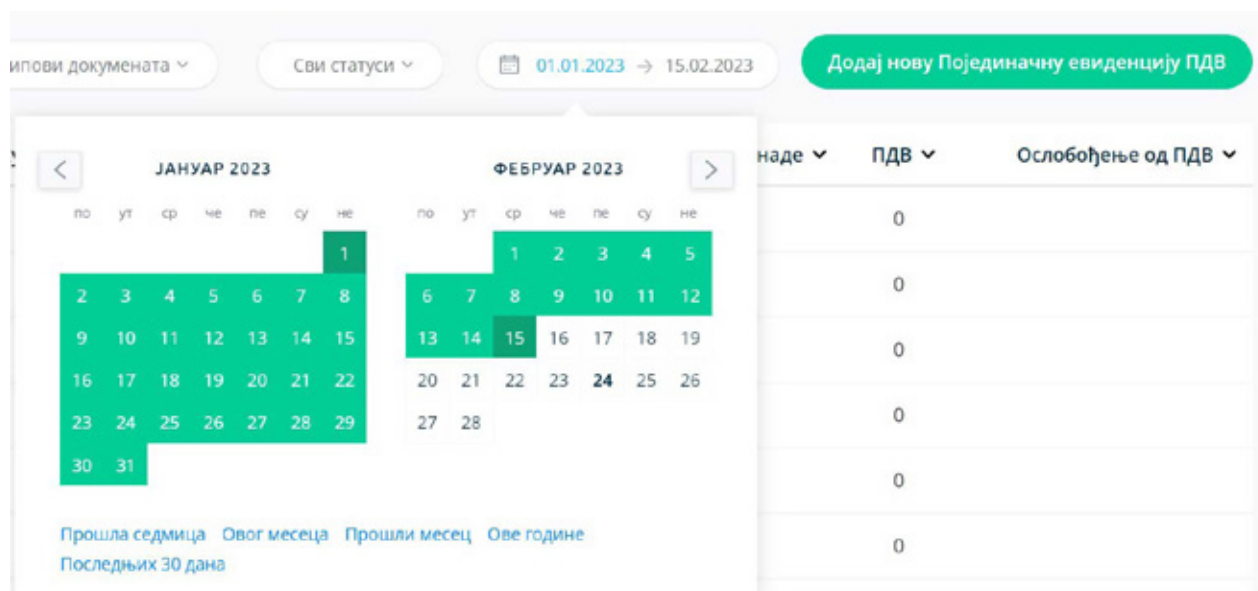 ипови документа Сви статуси 01.01.2023 → 15.02.2023 Додај нову Појединачну евиденцију ПДВ
наде ПДВ Ослобођење од ПДВ
ЈАНУАР 2023 ФЕБРУАР 2023
по ут ср че пе су не по ут ср че пе су не
1 1 2 3 4 5
2 3 4 5 6 7 8 6 7 8 9 10 11 12
9 10 11 12 13 14 15 13 14 15 16 17 18 19
16 17 18 19 20 21 22 20 21 22 23 24 25 26
23 24 25 26 27 28 29 27 28
30 31
0
0
0
0
0
0
Прошла седмица Овог месеца Прошли месец Ове године
Последњих 30 дана